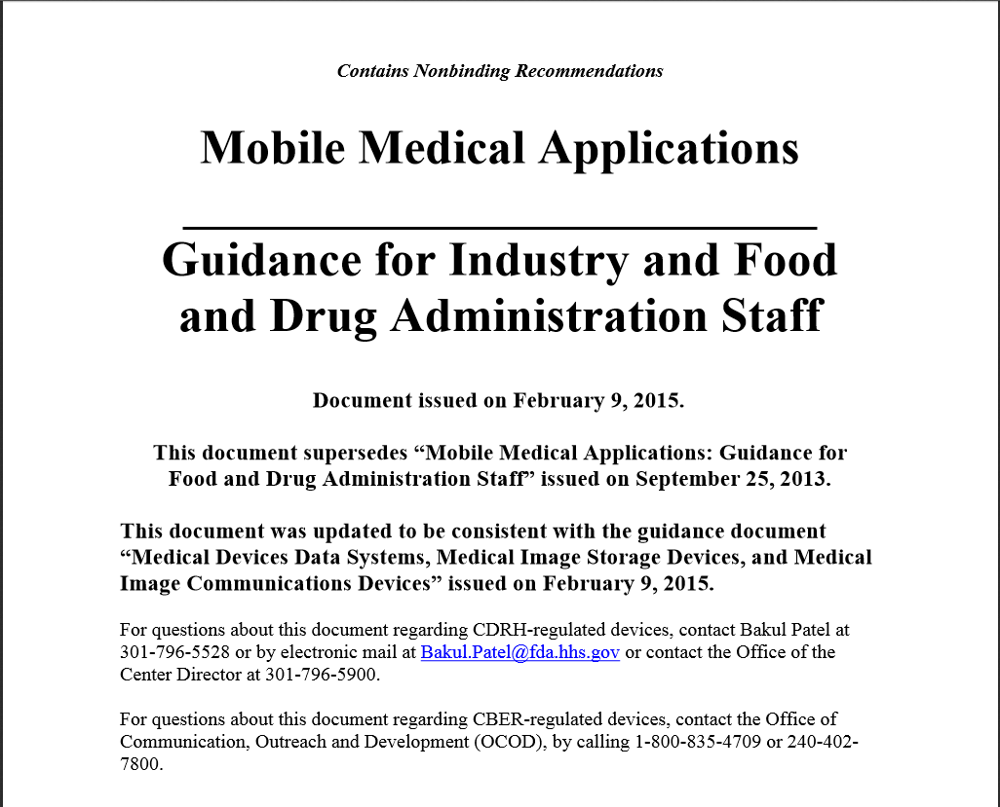 Contains Nonbinding Recommendations
Mobile Medical Applications
Guidance for Industry and Food
and Drug Administration Staff
Document issued on February 9, 2015.
This document supersedes “Mobile Medical Applications: Guidance for
Food and Drug Administration Staff” issued on September 25, 2013.
This document was updated to be consistent with the guidance document
“Medical Devices Data Systems, Medical Image Storage Devices, and Medical
Image Communications Devices” issued on February 9, 2015.
For questions about this document regarding CDRH-regulated devices, contact Bakul Patel at
301-796-5528 or by electronic mail at Bakul.Patel@fda.hhs.gov or contact the Office of the
Center Director at 301-796-5900.
For questions about this document regarding CBER-regulated devices, contact the Office of
Communication, Outreach and Development (OCOD), by calling 1-800-835-4709 or 240-402-
7800.